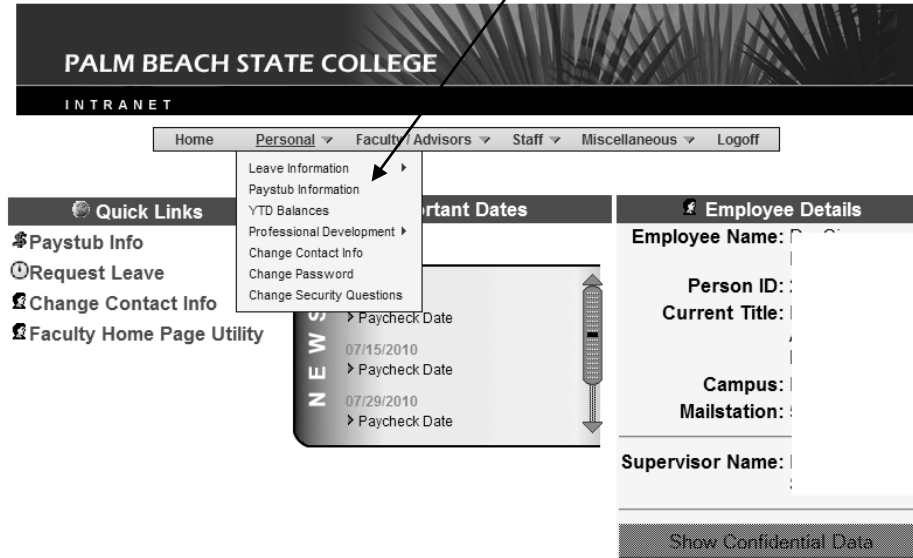 PALM BEACH STATE COLLEGE
INTRANET
Home Personal Faculty / Advisors Staff Miscellaneous Logoff
Leave Information
Paystub Information
YTD Balances
Professional Development
Change Contact Info
Change Password
Change Security Questions
Quick Links
Paystub Info
Request Leave
Change Contact Info
Faculty Home Page Utility
Dates
NEWS
> Paycheck Date
07/15/2010
> Paycheck Date
07/29/2010
> Paycheck Date
Employee Details
Employee Name:
Person ID:
Current Title:
Campus:
Mailstation:
Supervisor Name:
Show Confidential Data